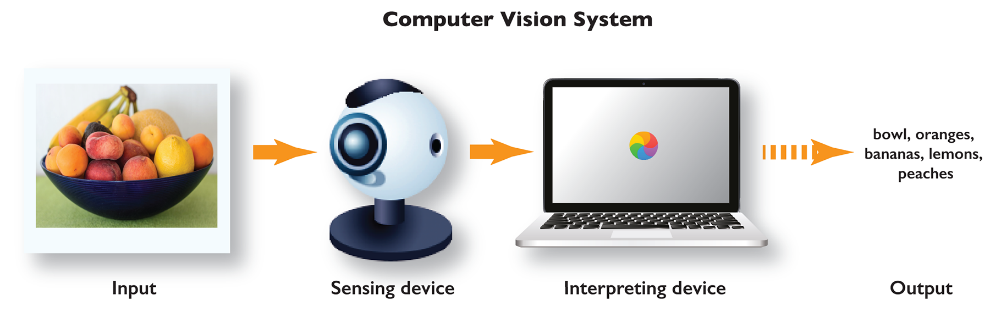 Computer Vision System
bowl, oranges,
bananas, lemons,
peaches
Input
Sensing device
Interpreting device
Output